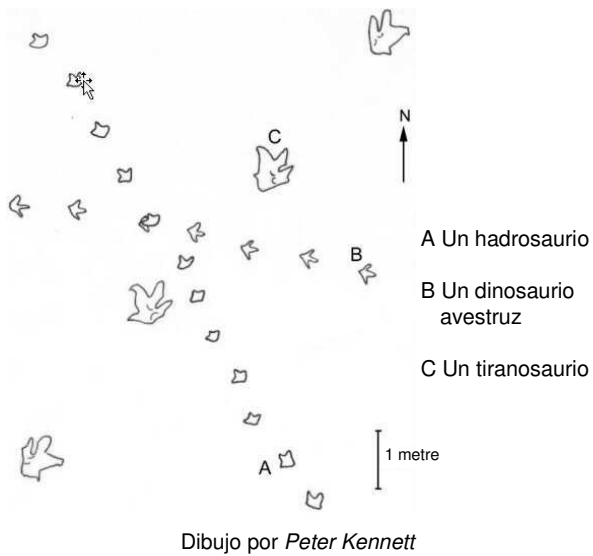 C
N
B
A Un hadrosaurio
B Un dinosaurio
avestruz
C Un tiranosaurio
A
1 metre
Dibujo por Peter Kennett